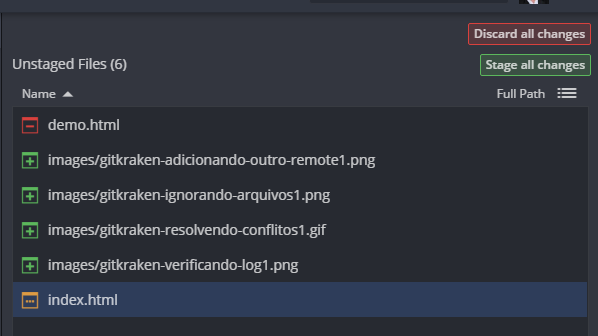 Discard all changes
Unstaged Files (6)
Stage all changes
Name
Full Path
demo.html
images/gitkraken-adicionando-outro-remote1.png
images/gitkraken-ignorando-arquivos1.png
images/gitkraken-resolvendo-conflitos1.gif
images/gitkraken-verificando-log1.png
index.html